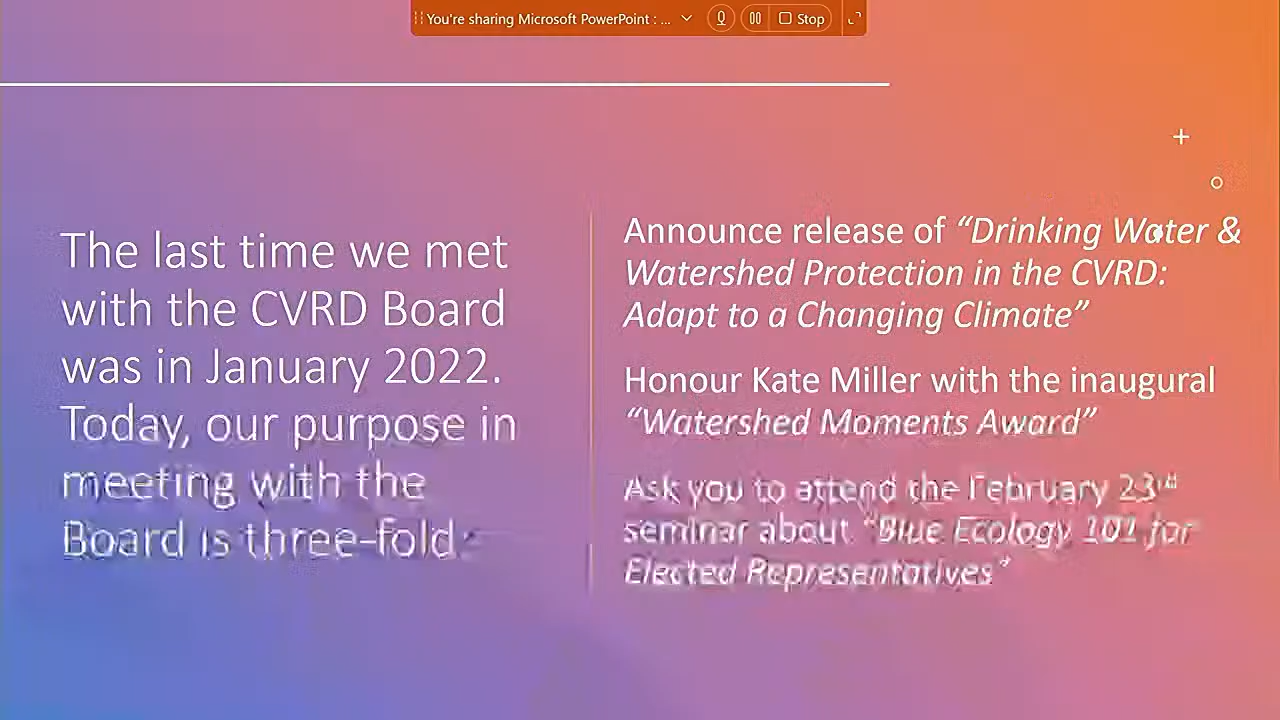 You're sharing Microsoft PowerPoint : ...
Stop
The last time we met
with the CVRD Board
was in January 2022.
Today, our purpose in
meeting with the
Board is three-fold:
Announce release of “Drinking Water &
Watershed Protection in the CVRD:
Adapt to a Changing Climate”
Honour Kate Miller with the inaugural
“Watershed Moments Award”
Ask you to attend the February 23rd
seminar about “Blue Ecology 101 for
Elected Representatives”